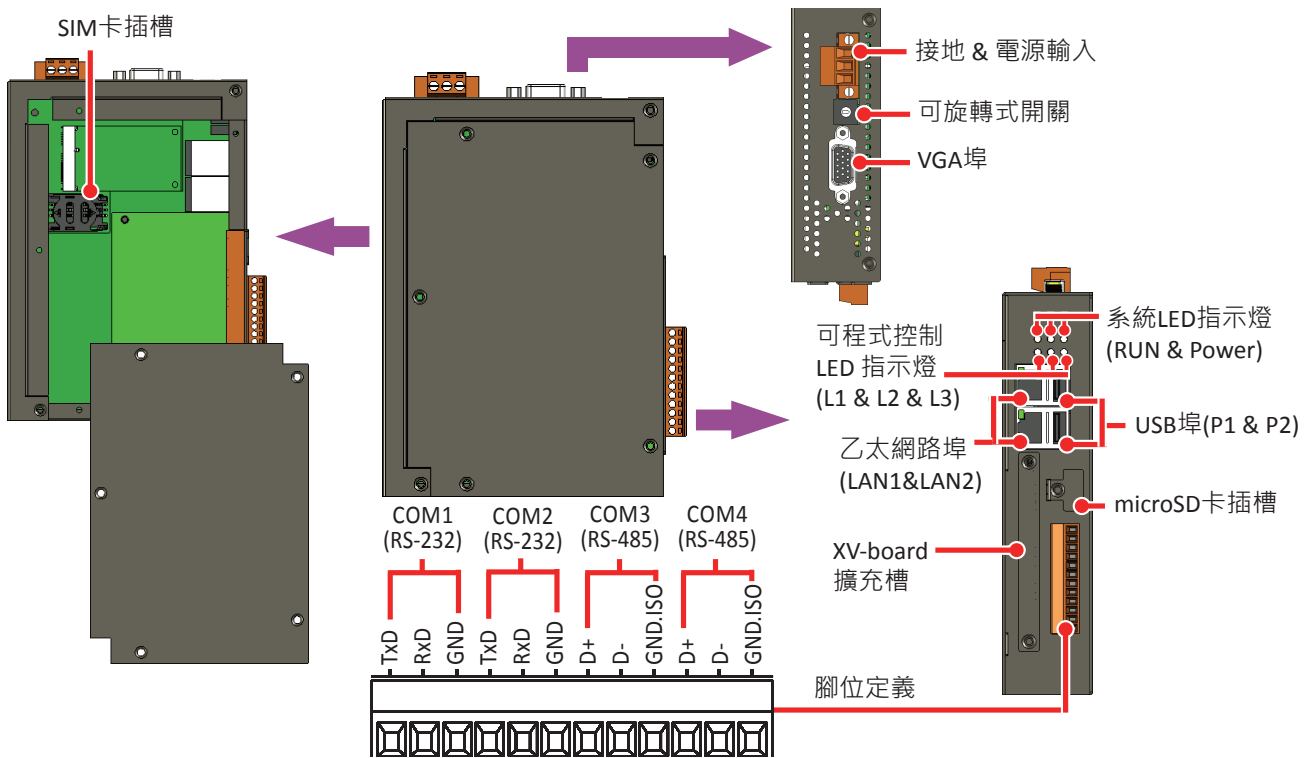 SIM卡插槽
接地 & 電源輸入
可旋轉式開關
VGA埠
系統LED指示燈
(RUN & Power)
可程式控制
LED 指示燈
(L1 & L2 & L3)
USB埠(P1 & P2)
乙太網路埠
(LAN1&LAN2)
microSD卡插槽
XV-board
擴充槽
COM1
(RS-232)
COM2
(RS-232)
COM3
(RS-485)
COM4
(RS-485)
TxD
RxD
GND
TxD
RxD
GND
D+
D-
GND.ISO
D+
D-
GND.ISO
腳位定義